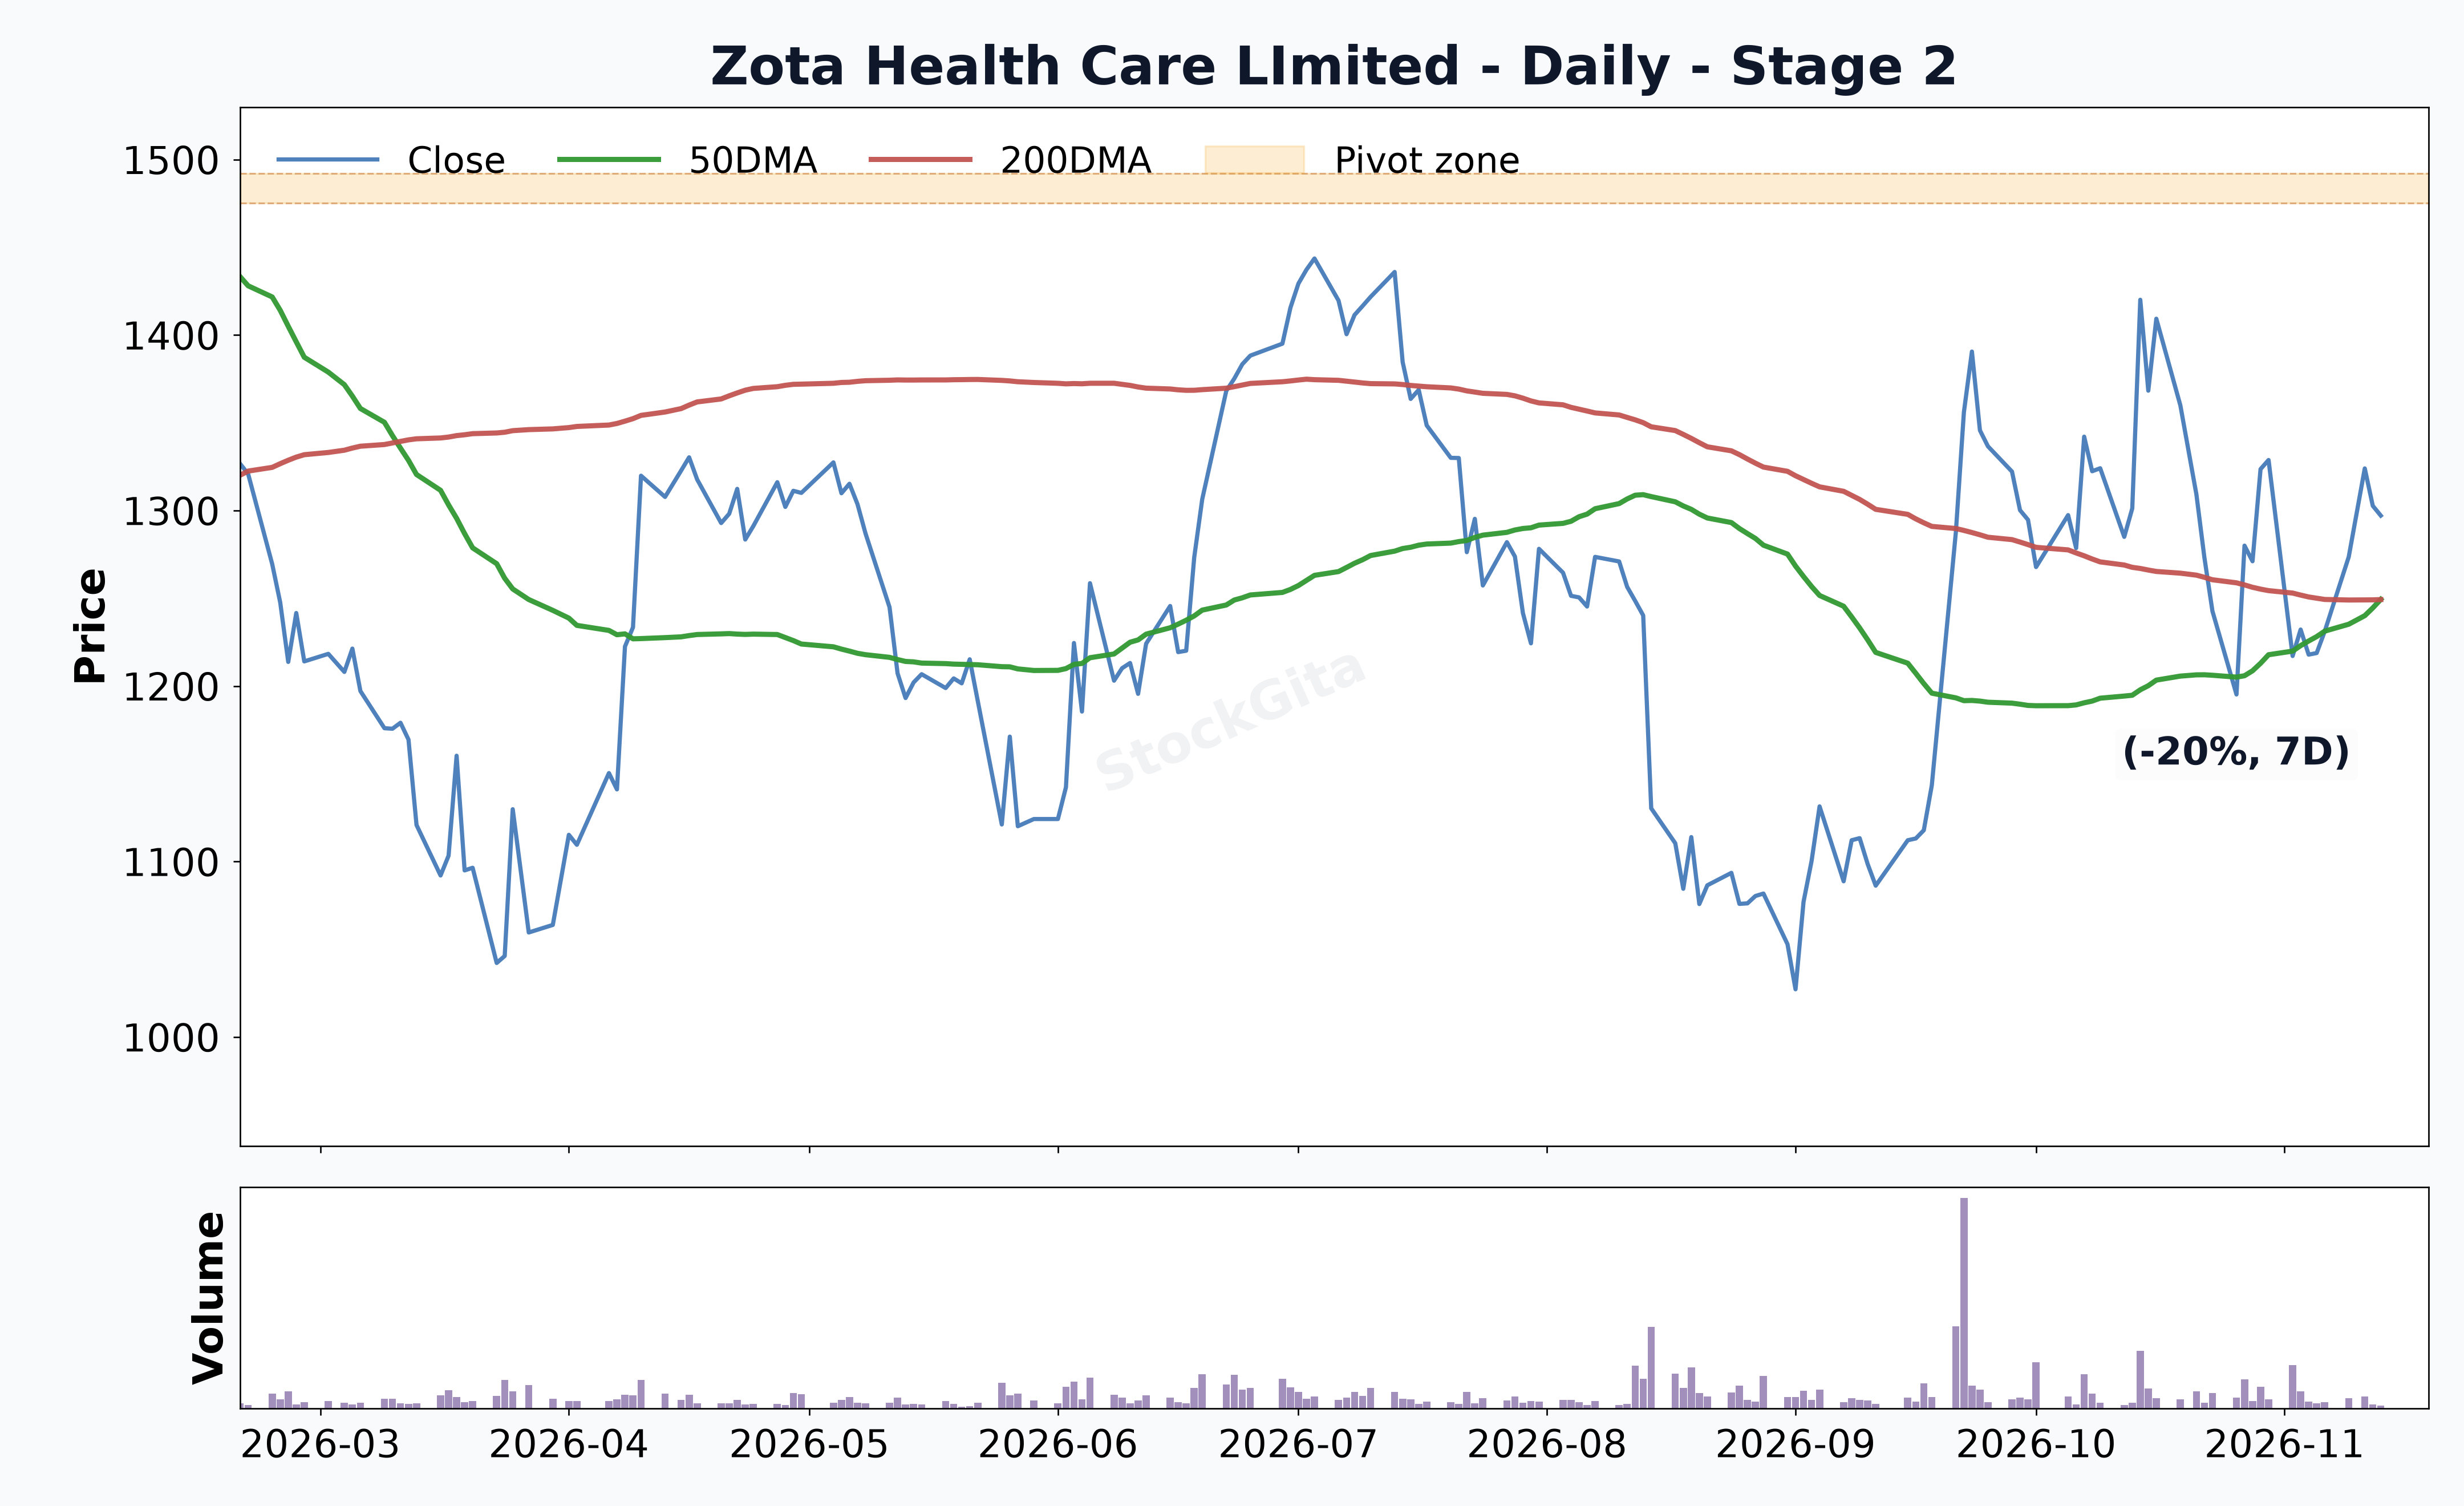 Zota Health Care LImited - Daily - Stage 2
Close 50DMA 200DMA Pivot zone
1500
1400
1300
1200
1100
1000
Price
StockGita
(-20%, 7D)
Volume
2026-03 2026-04 2026-05 2026-06 2026-07 2026-08 2026-09 2026-10 2026-11